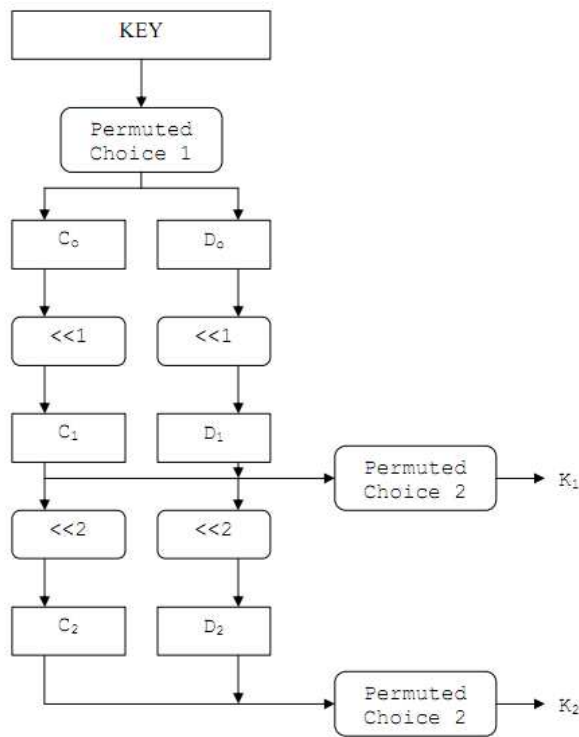 KEY
Permuted
Choice 1
C₀ D₀
<<1 <<1
C₁ D₁
Permuted
Choice 2
K₁
<<2 <<2
C₂ D₂
Permuted
Choice 2
K₂